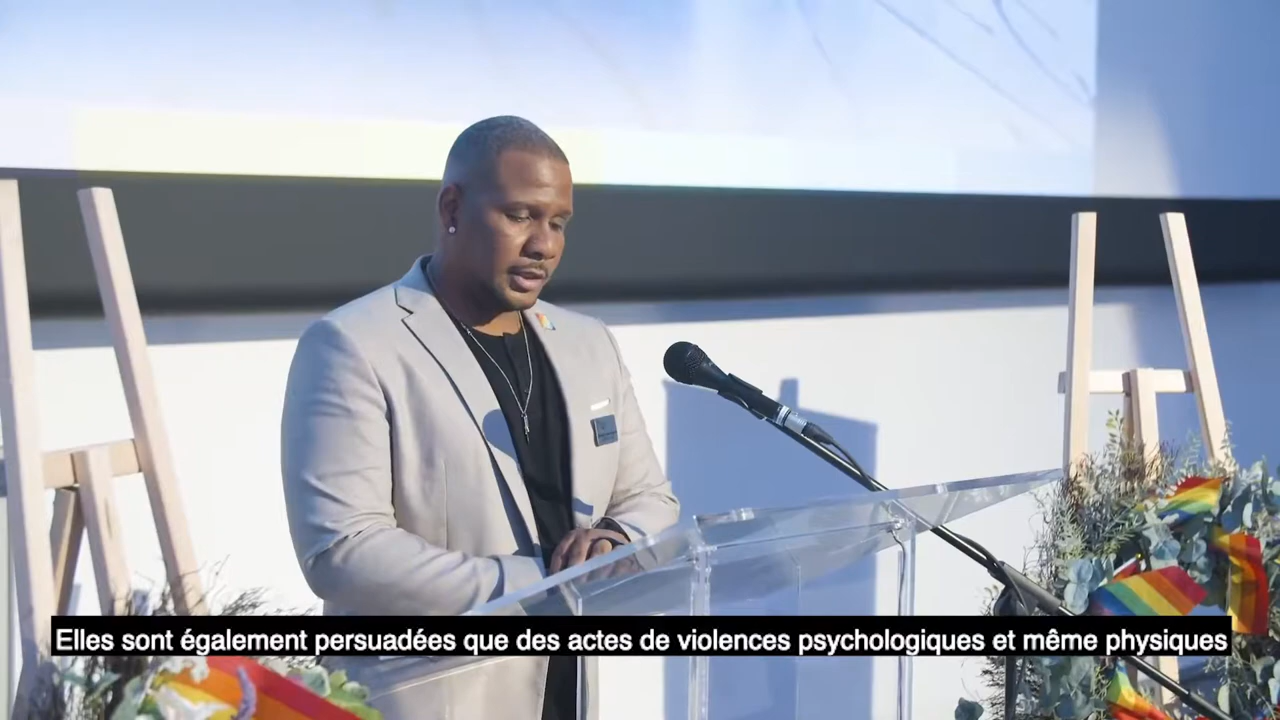 Elles sont également persuadées que des actes de violences psychologiques et même physiques